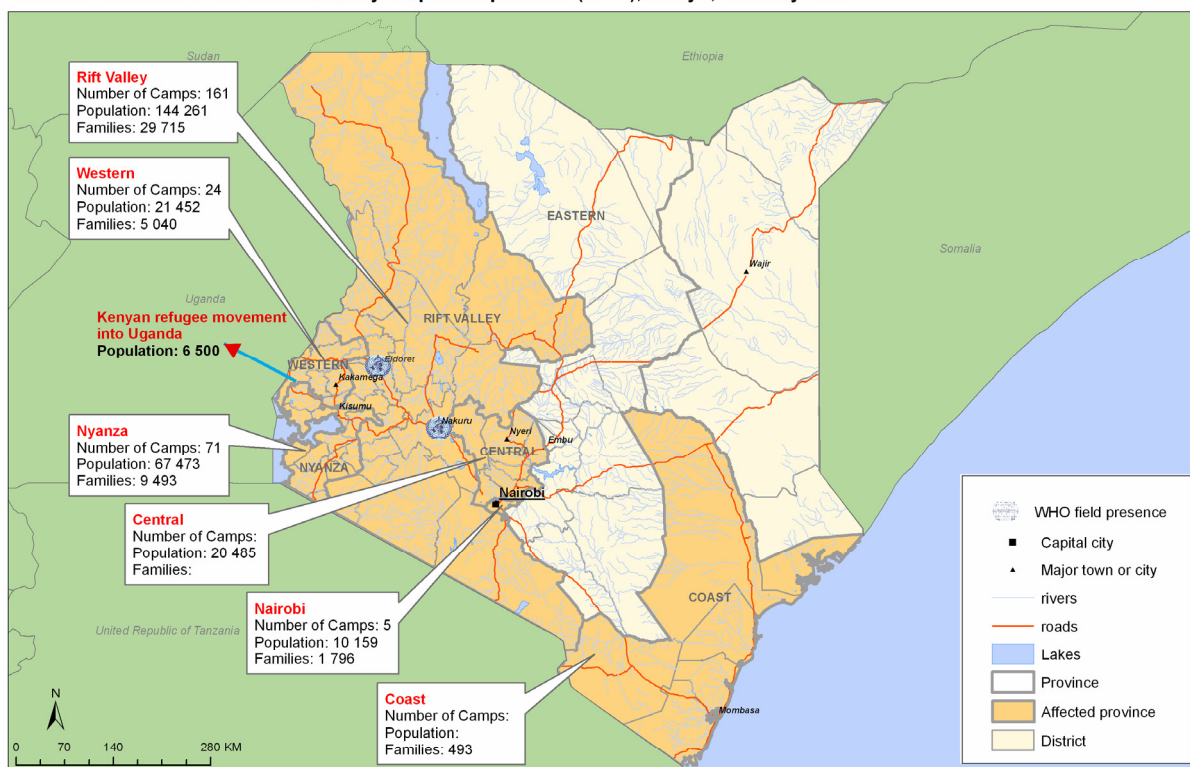 Sudan
Ethiopia
Rift Valley
Number of Camps: 161
Population: 144 261
Families: 29 715
Western
Number of Camps: 24
Population: 21 452
Families: 5 040
EASTERN
Somalia
Wajir
Uganda
Kenyan refugee movement
into Uganda
Population: 6 500
RIFT VALLEY
WESTERN
Eldoret
Kakamega
Kisumu
Nyanza
Number of Camps: 71
Population: 67 473
Families: 9 493
NYANZA
Nakuru
Nyeri
Embu
CENTRAL
Nairobi
Central
Number of Camps:
Population: 20 485
Families:
Nairobi
Number of Camps: 5
Population: 10 159
Families: 1 796
United Republic of Tanzania
COAST
Coast
Number of Camps:
Population:
Families: 493
Mombasa
WHO field presence
Capital city
Major town or city
rivers
roads
Lakes
Province
Affected province
District
N
0 70 140 280 KM